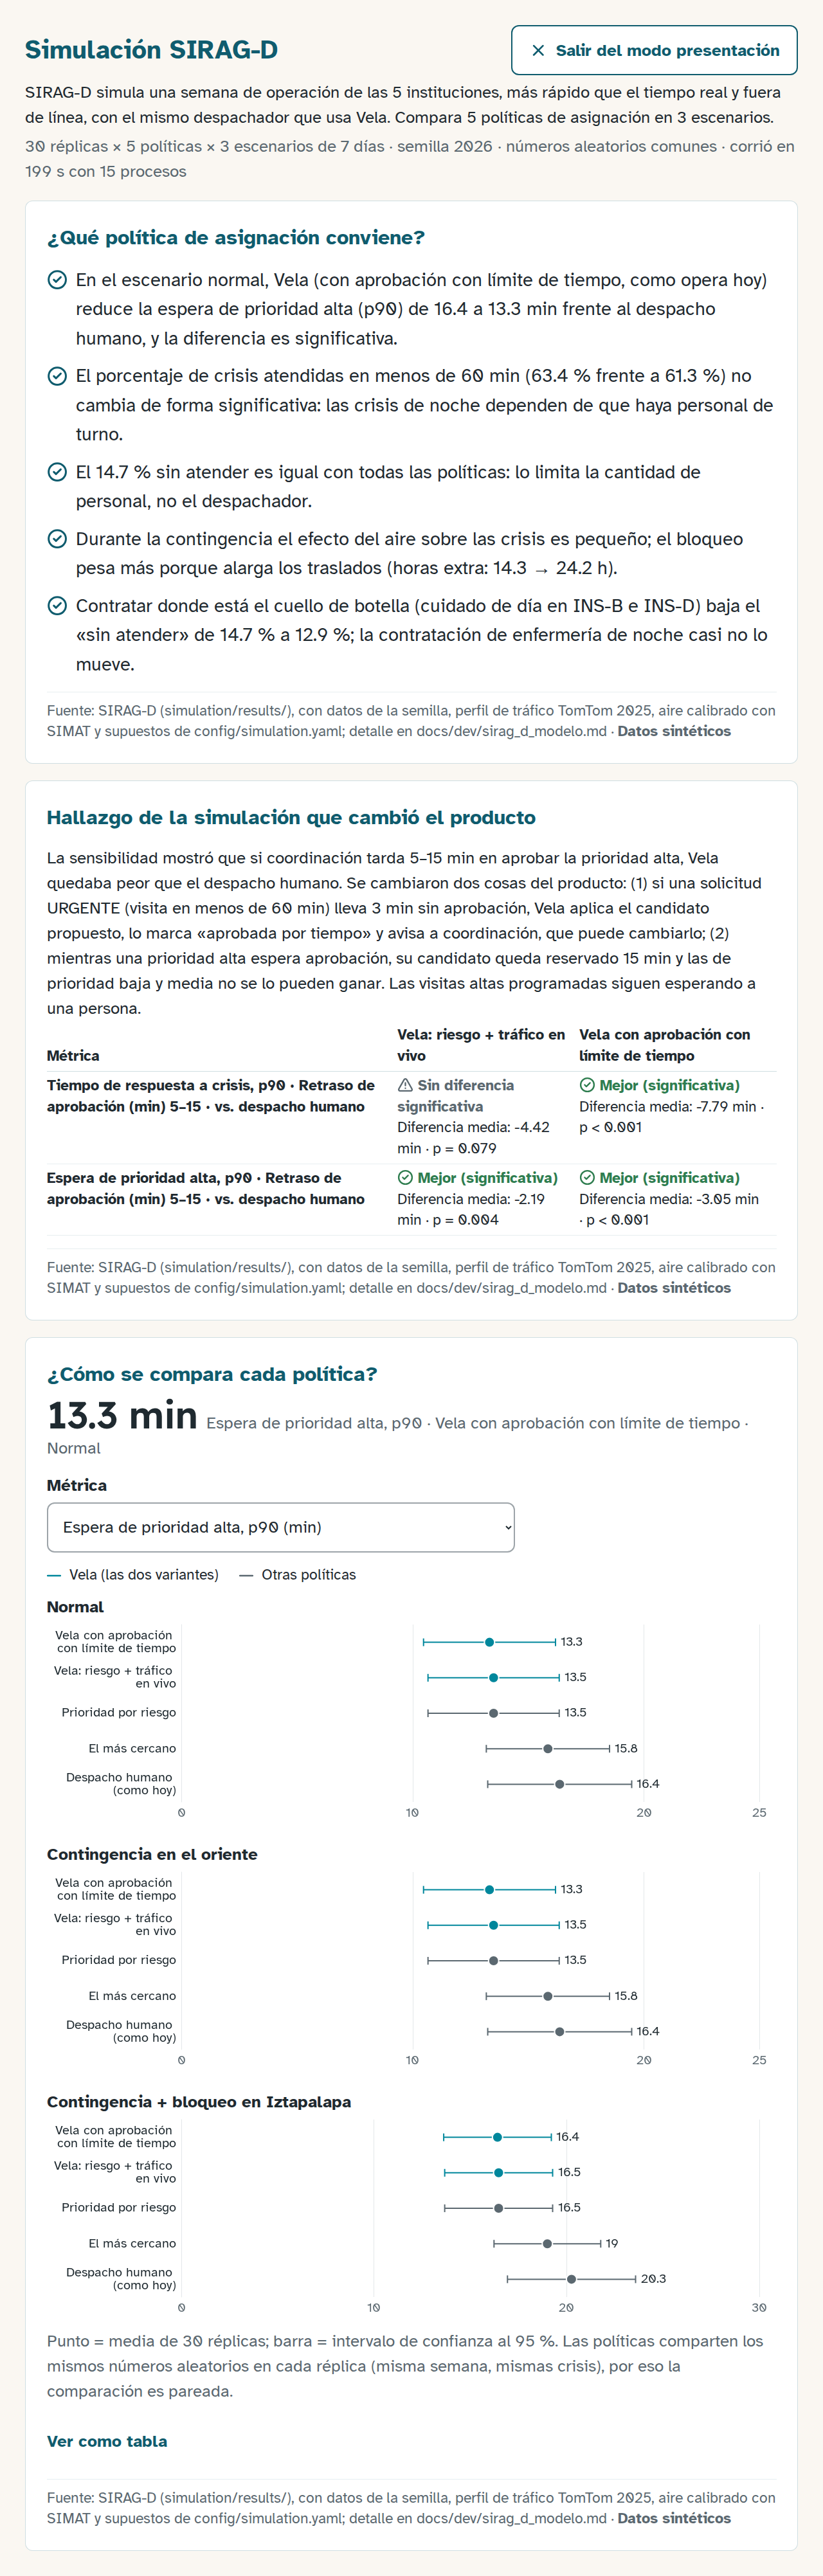 Simulación SIRAG-D
Salir del modo presentación
SIRAG-D simula una semana de operación de las 5 instituciones, más rápido que el tiempo real y fuera
de línea, con el mismo despachador que usa Vela. Compara 5 políticas de asignación en 3 escenarios.
30 réplicas × 5 políticas × 3 escenarios de 7 días · semilla 2026 · números aleatorios comunes · corrió en
199 s con 15 procesos
¿Qué política de asignación conviene?
En el escenario normal, Vela (con aprobación con límite de tiempo, como opera hoy)
reduce la espera de prioridad alta (p90) de 16.4 a 13.3 min frente al despacho
humano, y la diferencia es significativa.
El porcentaje de crisis atendidas en menos de 60 min (63.4 % frente a 61.3 %) no
cambia de forma significativa: las crisis de noche dependen de que haya personal de
turno.
El 14.7 % sin atender es igual con todas las políticas: lo limita la cantidad de
personal, no el despachador.
Durante la contingencia el efecto del aire sobre las crisis es pequeño; el bloqueo
pesa más porque alarga los traslados (horas extra: 14.3 → 24.2 h).
Contratar donde está el cuello de botella (cuidado de día en INS-B e INS-D) baja el
«sin atender» de 14.7 % a 12.9 %; la contratación de enfermería de noche casi no lo
mueve.
Fuente: SIRAG-D (simulation/results/), con datos de la semilla, perfil de tráfico TomTom 2025, aire calibrado con
SIMAT y supuestos de config/simulation.yaml; detalle en docs/dev/sirag_d_modelo.md · Datos sintéticos
Hallazgo de la simulación que cambió el producto
La sensibilidad mostró que si coordinación tarda 5–15 min en aprobar la prioridad alta, Vela
quedaba peor que el despacho humano. Se cambiaron dos cosas del producto: (1) si una solicitud
URGENTE (visita en menos de 60 min) lleva 3 min sin aprobación, Vela aplica el candidato
propuesto, lo marca «aprobada por tiempo» y avisa a coordinación, que puede cambiarlo; (2)
mientras una prioridad alta espera aprobación, su candidato queda reservado 15 min y las de
prioridad baja y media no se lo pueden ganar. Las visitas altas programadas siguen esperando a
una persona.
Métrica
Vela: riesgo + tráfico en
vivo
Vela con aprobación con
límite de tiempo
Tiempo de respuesta a crisis, p90 · Retraso de
aprobación (min) 5–15 · vs. despacho humano
Sin diferencia
significativa
Diferencia media: -4.42
min · p = 0.079
Mejor (significativa)
Diferencia media: -7.79 min ·
p < 0.001
Espera de prioridad alta, p90 · Retraso de
aprobación (min) 5–15 · vs. despacho humano
Mejor (significativa)
Diferencia media: -2.19
min · p = 0.004
Mejor (significativa)
Diferencia media: -3.05 min
· p < 0.001
Fuente: SIRAG-D (simulation/results/), con datos de la semilla, perfil de tráfico TomTom 2025, aire calibrado con
SIMAT y supuestos de config/simulation.yaml; detalle en docs/dev/sirag_d_modelo.md · Datos sintéticos
¿Cómo se compara cada política?
13.3 min Espera de prioridad alta, p90 · Vela con aprobación con límite de tiempo ·
Normal
Métrica
Espera de prioridad alta, p90 (min)
Vela (las dos variantes) Otras políticas
Normal
Vela con aprobación
con límite de tiempo
13.3
Vela: riesgo + tráfico
en vivo
13.5
Prioridad por riesgo
13.5
El más cercano
15.8
Despacho humano
(como hoy)
16.4
0 10 20 25
Contingencia en el oriente
Vela con aprobación
con límite de tiempo
13.3
Vela: riesgo + tráfico
en vivo
13.5
Prioridad por riesgo
13.5
El más cercano
15.8
Despacho humano
(como hoy)
16.4
0 10 20 25
Contingencia + bloqueo en Iztapalapa
Vela con aprobación
con límite de tiempo
16.4
Vela: riesgo + tráfico
en vivo
16.5
Prioridad por riesgo
16.5
El más cercano
19
Despacho humano
(como hoy)
20.3
0 10 20 30
Punto = media de 30 réplicas; barra = intervalo de confianza al 95 %. Las políticas comparten los
mismos números aleatorios en cada réplica (misma semana, mismas crisis), por eso la
comparación es pareada.
Ver como tabla
Fuente: SIRAG-D (simulation/results/), con datos de la semilla, perfil de tráfico TomTom 2025, aire calibrado con
SIMAT y supuestos de config/simulation.yaml; detalle en docs/dev/sirag_d_modelo.md · Datos sintéticos